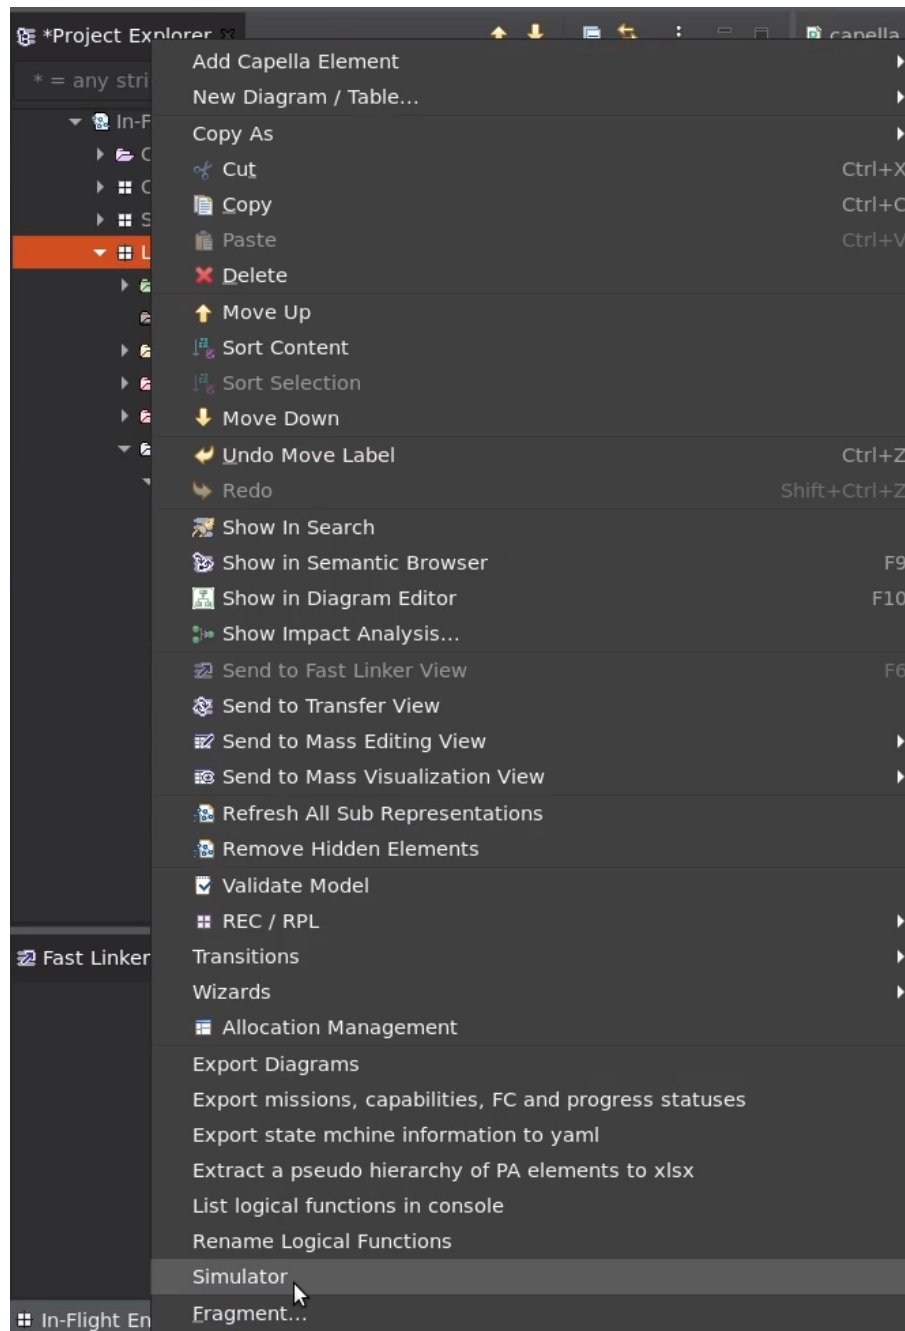 *Project Explorer
capella
* = any stri
Add Capella Element
New Diagram / Table...
In-F
Copy As
C
Cut Ctrl+X
C
Copy Ctrl+C
S
Paste Ctrl+V
L
Delete
Move Up
Sort Content
Sort Selection
Move Down
Undo Move Label Ctrl+Z
Redo Shift+Ctrl+Z
Show In Search
Show in Semantic Browser F9
Show in Diagram Editor F10
Show Impact Analysis...
Send to Fast Linker View F6
Send to Transfer View
Send to Mass Editing View
Send to Mass Visualization View
Refresh All Sub Representations
Remove Hidden Elements
Validate Model
REC / RPL
Fast Linker
Transitions
Wizards
Allocation Management
Export Diagrams
Export missions, capabilities, FC and progress statuses
Export state mchine information to yaml
Extract a pseudo hierarchy of PA elements to xlsx
List logical functions in console
Rename Logical Functions
Simulator
Fragment...
In-Flight En